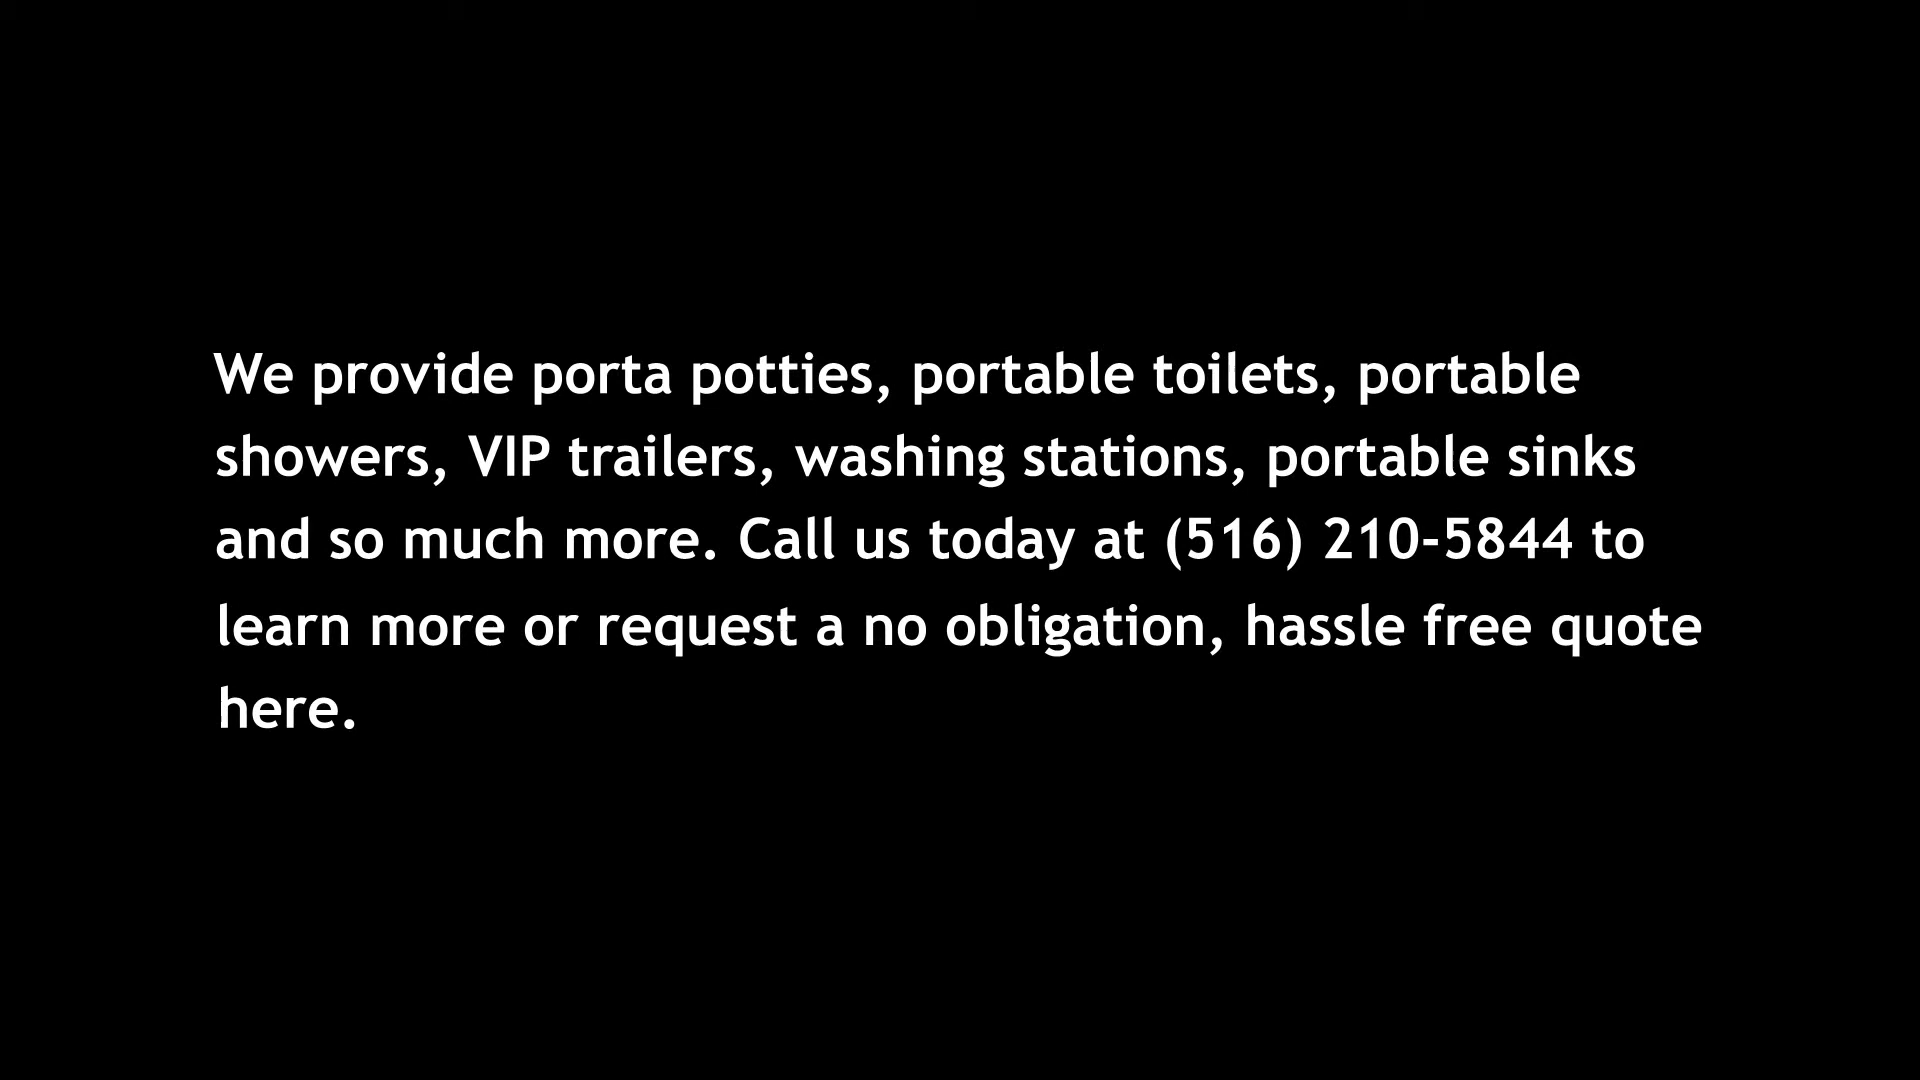 We provide porta potties, portable toilets, portable
showers, VIP trailers, washing stations, portable sinks
and so much more. Call us today at (516) 210-5844 to
learn more or request a no obligation, hassle free quote
here.